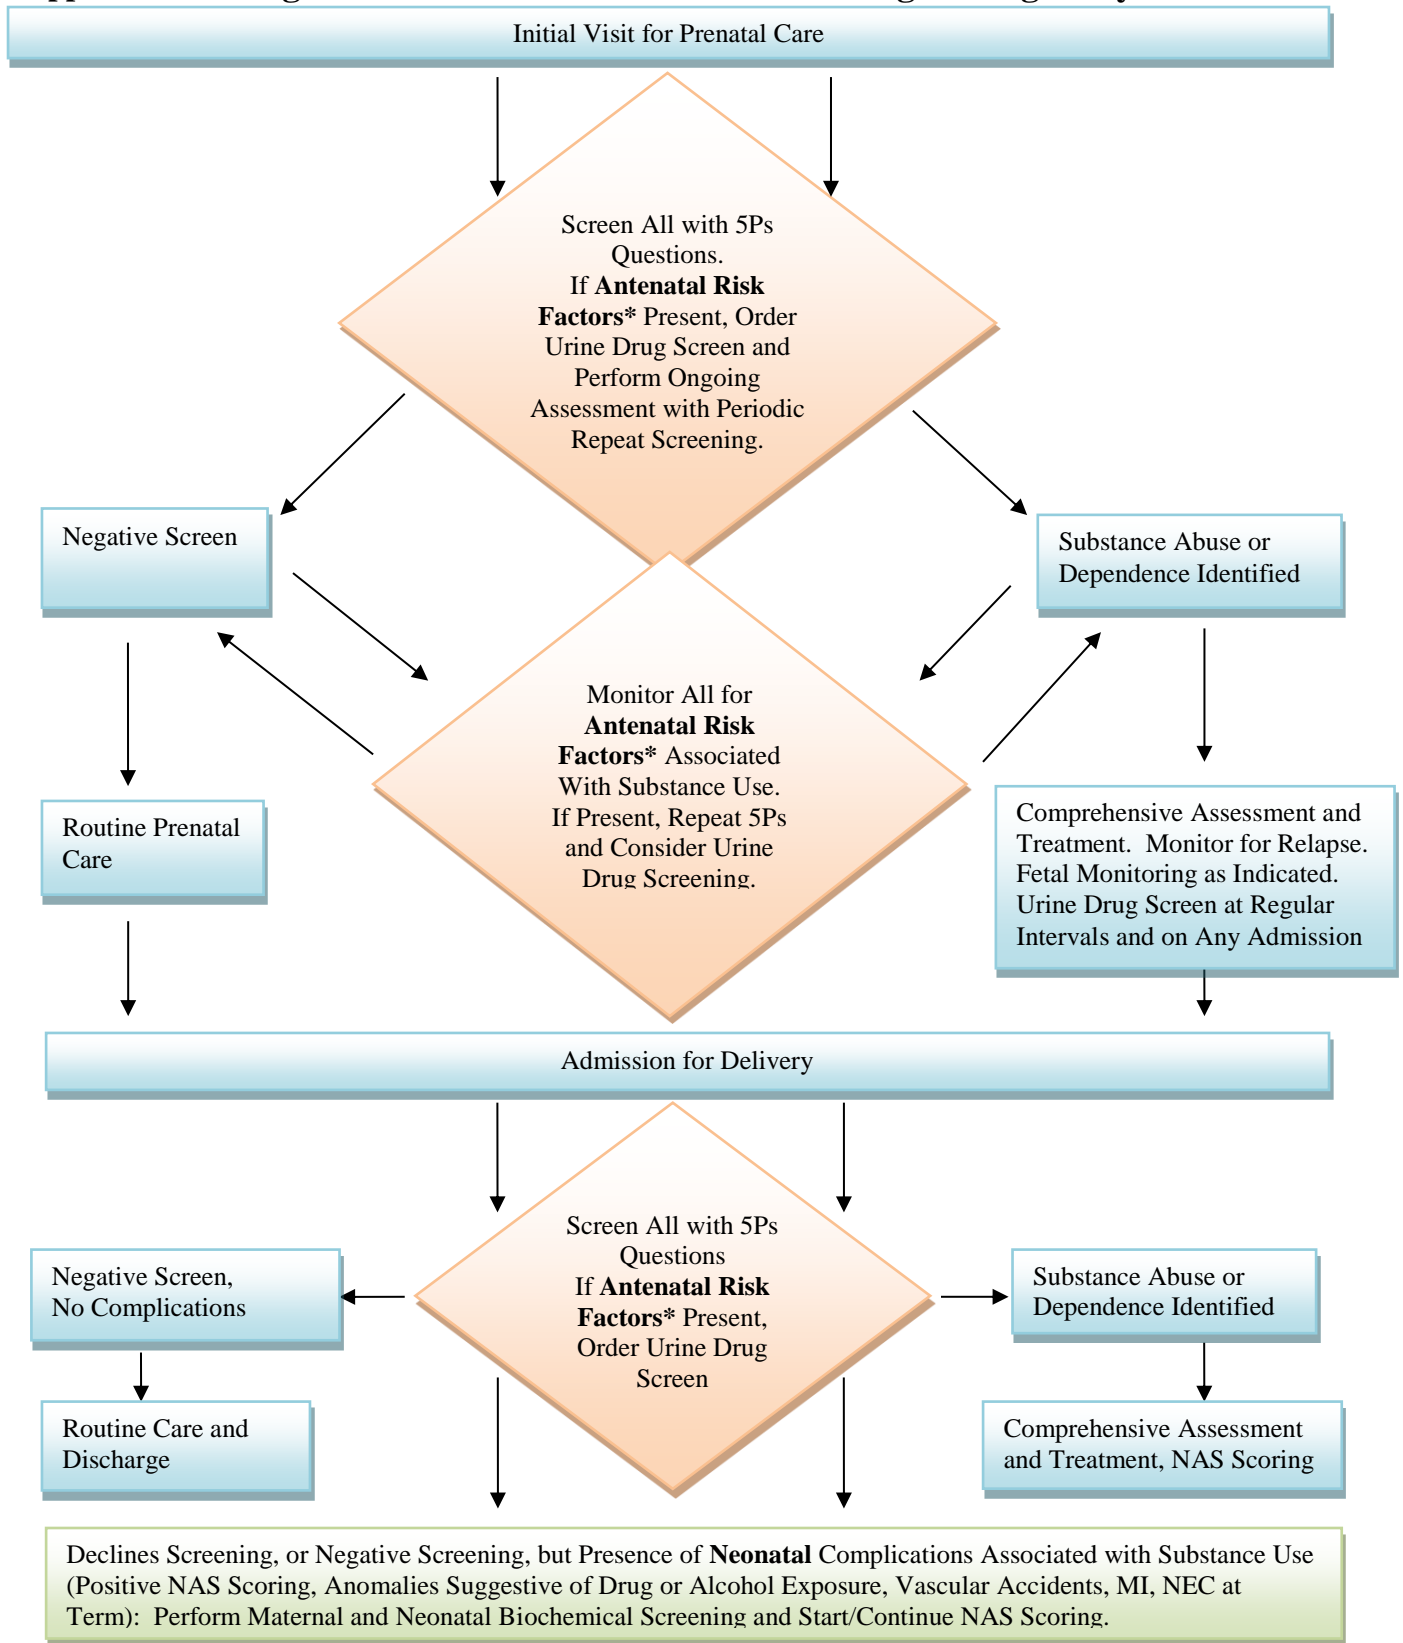 Initial Visit for Prenatal Care
Screen All with 5Ps
Questions.
If Antenatal Risk
Factors* Present, Order
Urine Drug Screen and
Perform Ongoing
Assessment with Periodic
Repeat Screening.
Negative Screen
Substance Abuse or
Dependence Identified
Monitor All for
Antenatal Risk
Factors* Associated
With Substance Use.
If Present, Repeat 5Ps
and Consider Urine
Drug Screening.
Routine Prenatal
Care
Comprehensive Assessment and
Treatment.  Monitor for Relapse.
Fetal Monitoring as Indicated.
Urine Drug Screen at Regular
Intervals and on Any Admission
Admission for Delivery
Screen All with 5Ps
Questions
If Antenatal Risk
Factors* Present,
Order Urine Drug
Screen
Negative Screen,
No Complications
Substance Abuse or
Dependence Identified
Routine Care and
Discharge
Comprehensive Assessment
and Treatment, NAS Scoring
Declines Screening, or Negative Screening, but Presence of Neonatal Complications Associated with Substance Use
(Positive NAS Scoring, Anomalies Suggestive of Drug or Alcohol Exposure, Vascular Accidents, MI, NEC at
Term):  Perform Maternal and Neonatal Biochemical Screening and Start/Continue NAS Scoring.